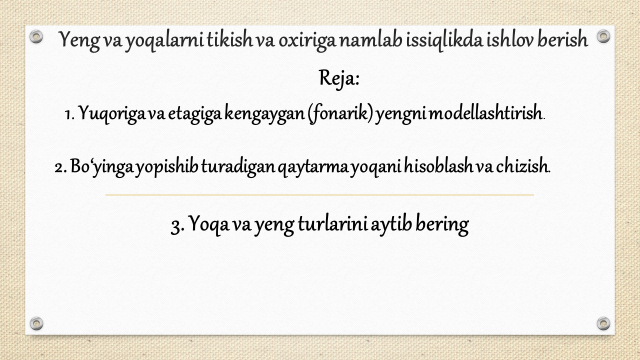 Yeng va yoqalarni tikish va oxiriga namlab issiqlikda ishlov berish
Reja:
1. Yuqoriga va etagiga kengaygan (fonarik) yengni modellashtirish.
2. Bo‘yinga yopishib turadigan qaytarma yoqani hisoblash va chizish.
3. Yoqa va yeng turlarini aytib bering